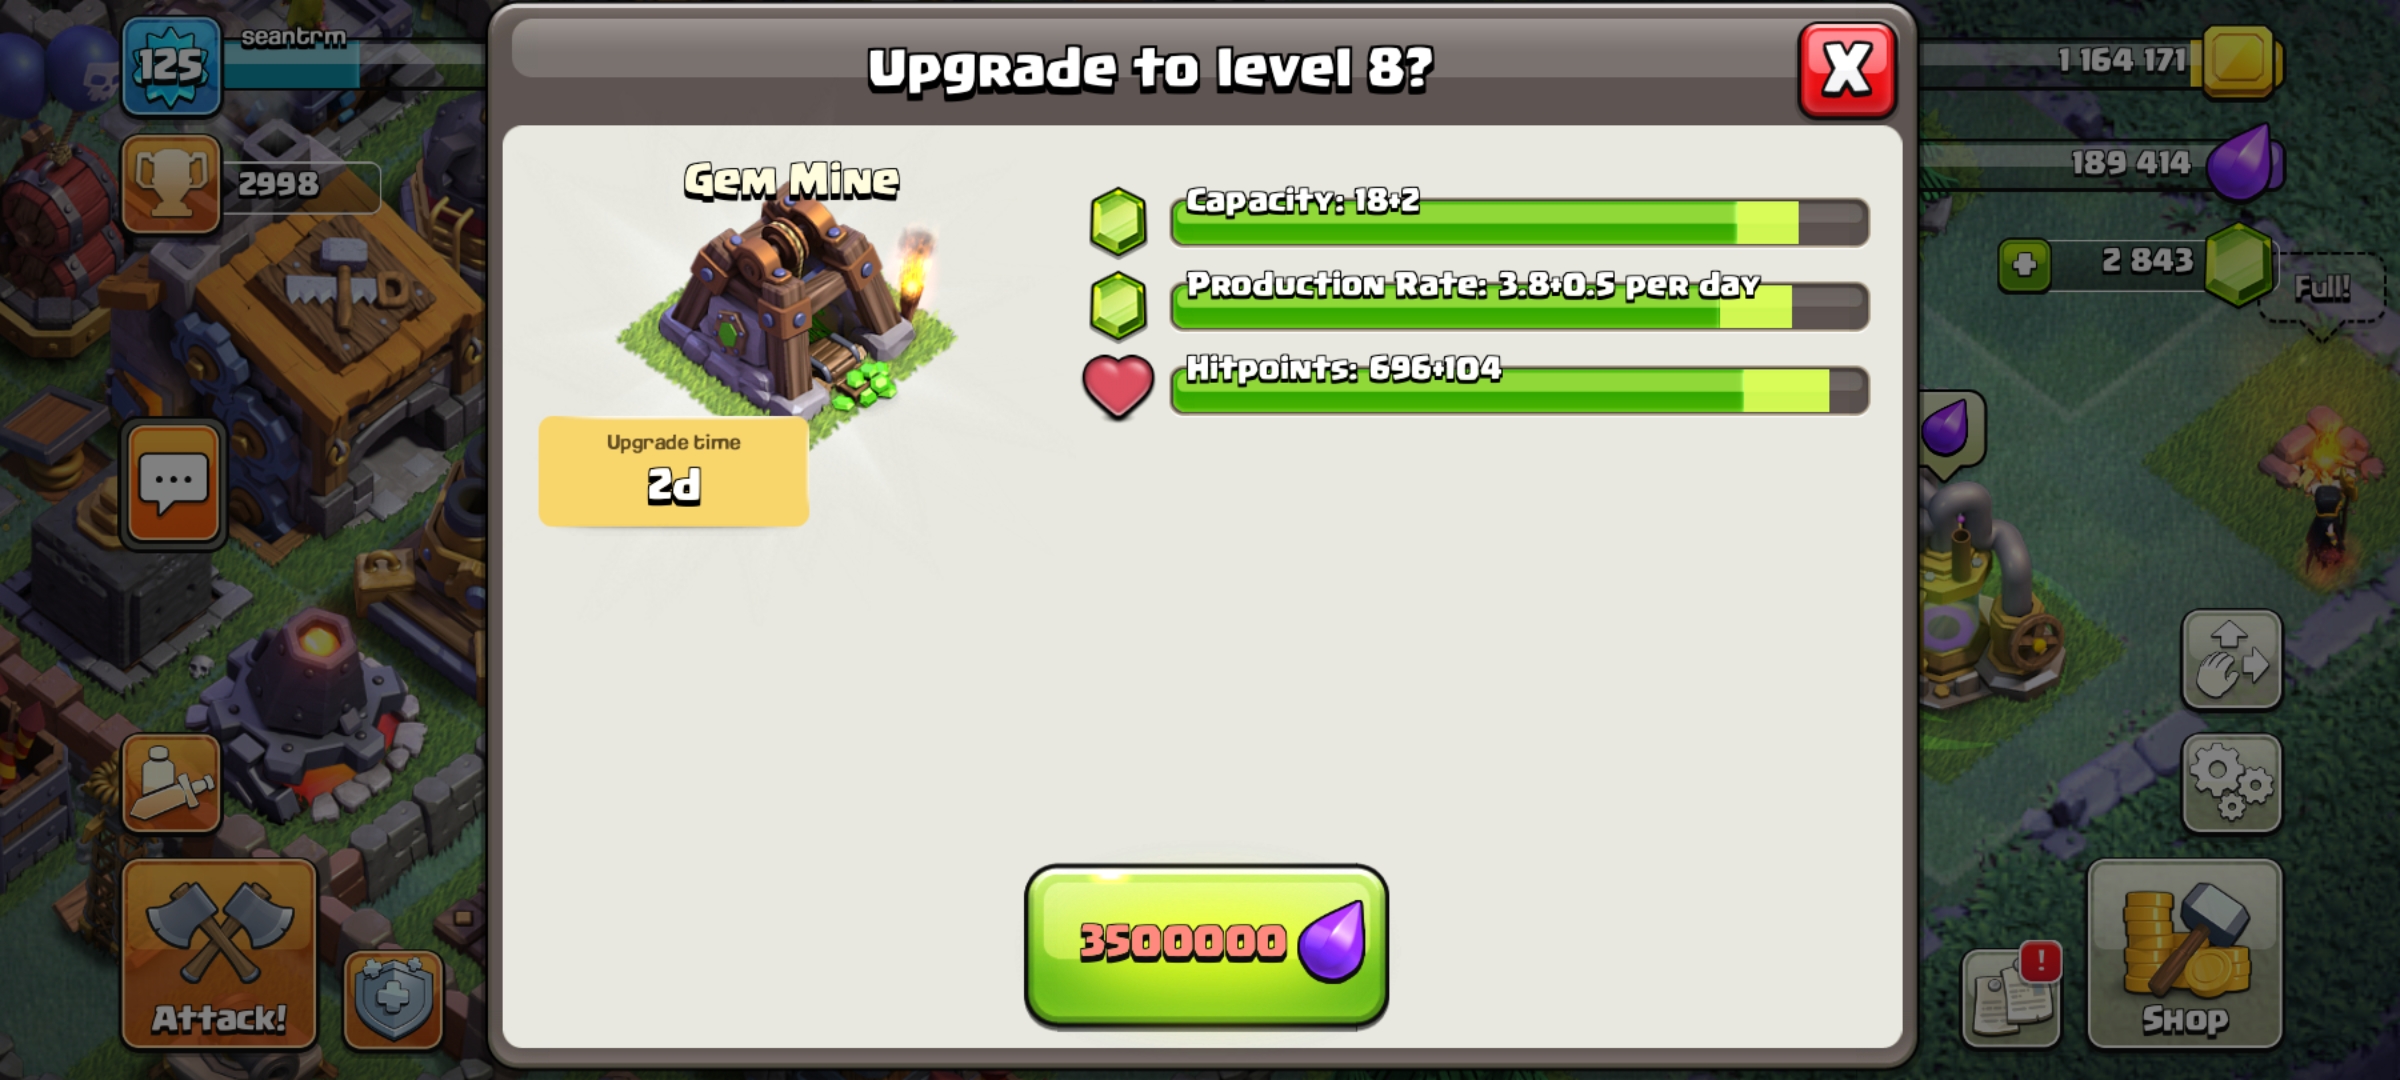 125
seantrm
2998
Upgrade to level 8?
X
1 164 171
189 414
2 843
Full!
Gem Mine
Upgrade time
2d
Capacity: 18+2
Production Rate: 3.8+0.5 per day
Hitpoints: 696+104
3500000
Attack!
!
Shop